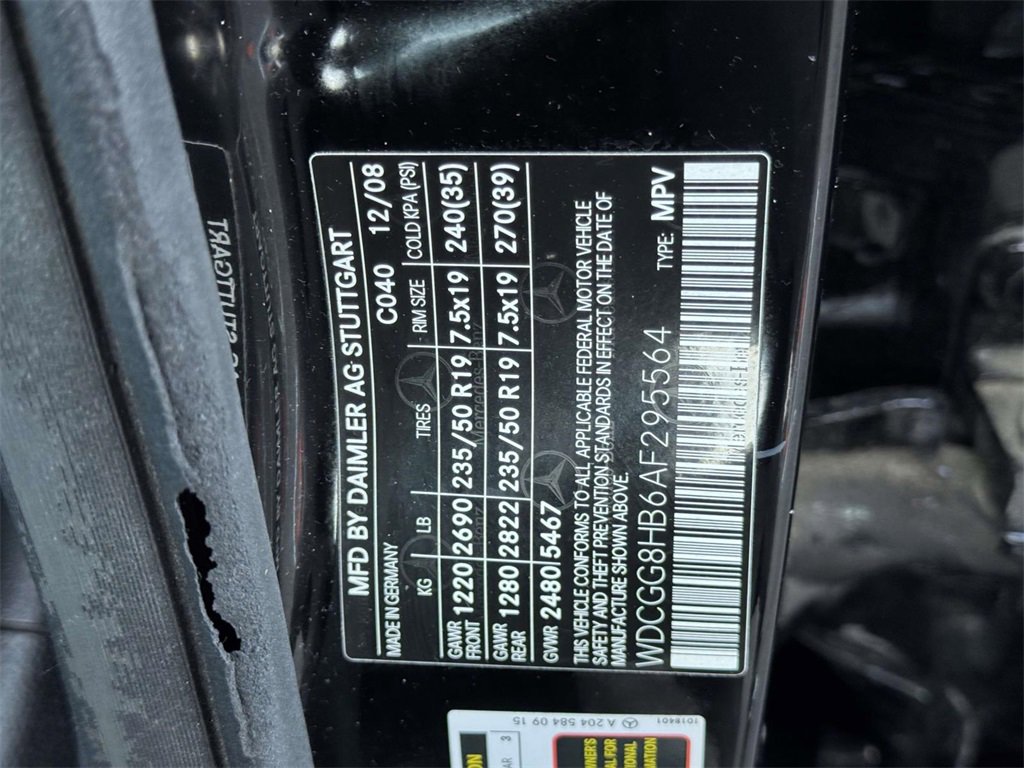 MFD BY DAIMLER AG STUTTGART
MADE IN GERMANY C040 12/08
KG LB TIRES RIM SIZE COLD KPA (PSI)
GAWR FRONT 1220 2690 235/50 R19 7.5x19 240(35)
GAWR REAR 1280 2822 235/50 R19 7.5x19 270(39)
GVWR 2480 5467
THIS VEHICLE CONFORMS TO ALL APPLICABLE FEDERAL MOTOR VEHICLE
SAFETY AND THEFT PREVENTION STANDARDS IN EFFECT ON THE DATE OF
MANUFACTURE SHOWN ABOVE.
WDCGG8HB6AF295564 TYPE: MPV
A 204 584 09 15
1018401
3